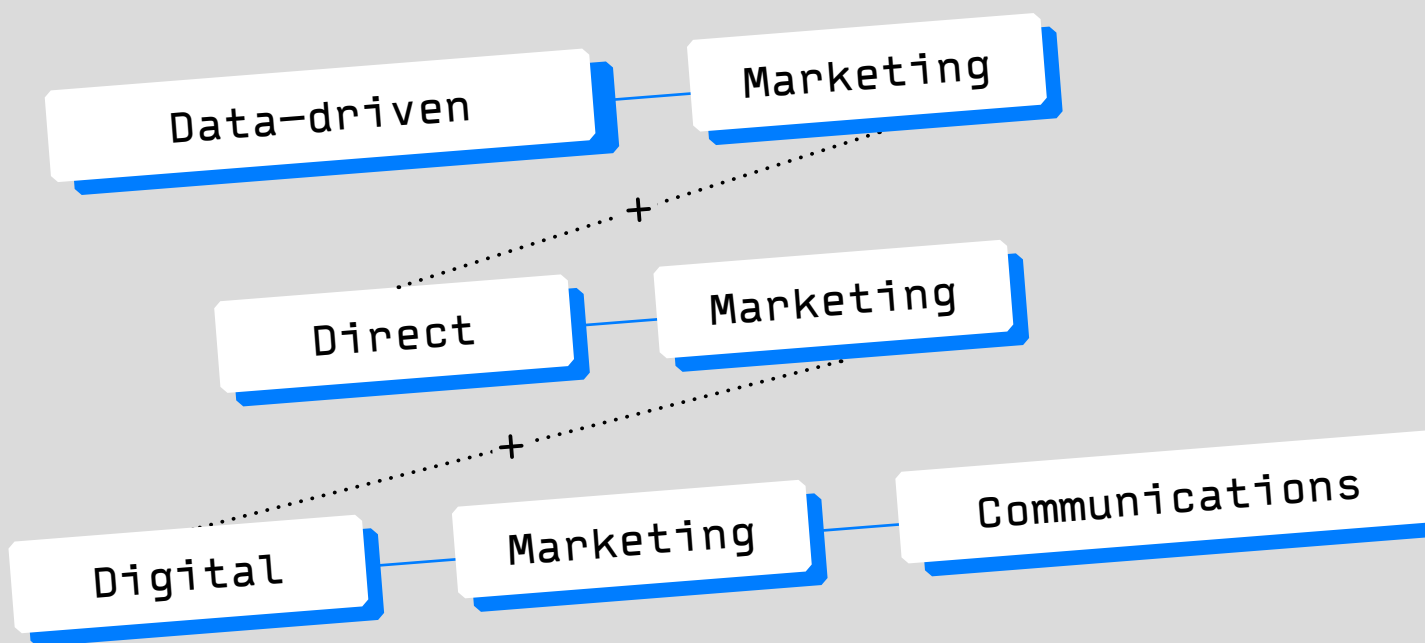 Data-driven Marketing
+
Direct Marketing
+
Digital Marketing Communications